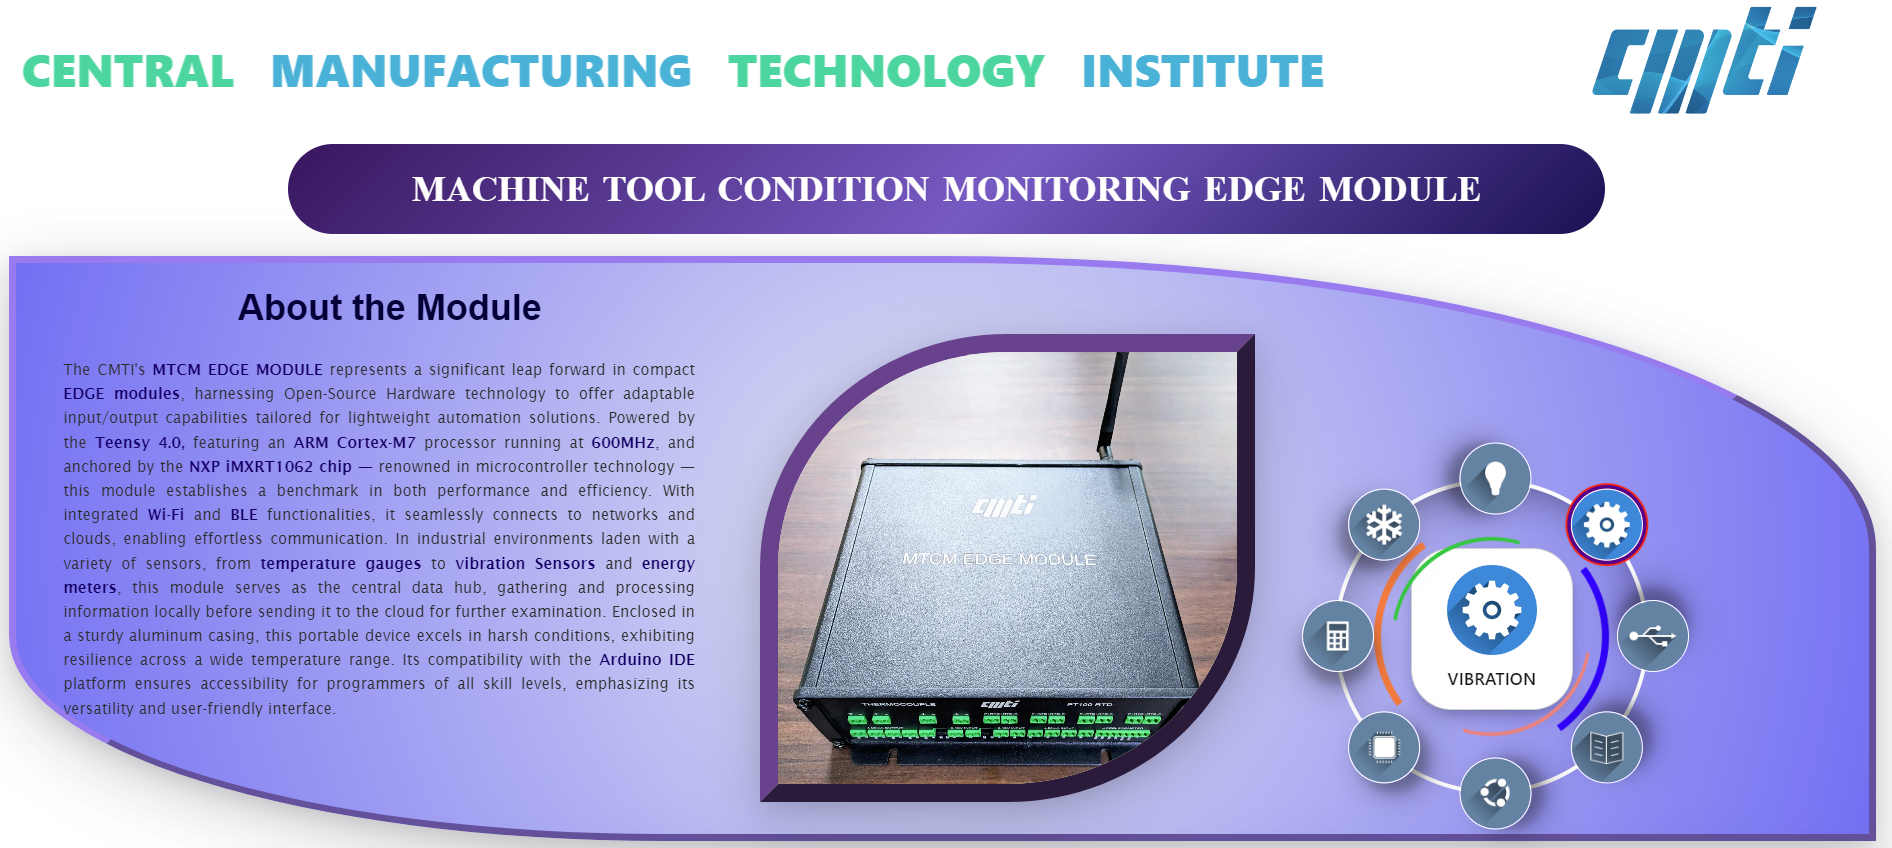 CENTRAL MANUFACTURING TECHNOLOGY INSTITUTE
cmti
MACHINE TOOL CONDITION MONITORING EDGE MODULE
About the Module
The CMTI's MTCM EDGE MODULE represents a significant leap forward in compact
EDGE modules, harnessing Open-Source Hardware technology to offer adaptable
input/output capabilities tailored for lightweight automation solutions. Powered by
the Teensy 4.0, featuring an ARM Cortex-M7 processor running at 600MHz, and
anchored by the NXP iMXRT1062 chip — renowned in microcontroller technology —
this module establishes a benchmark in both performance and efficiency. With
integrated Wi-Fi and BLE functionalities, it seamlessly connects to networks and
clouds, enabling effortless communication. In industrial environments laden with a
variety of sensors, from temperature gauges to vibration Sensors and energy
meters, this module serves as the central data hub, gathering and processing
information locally before sending it to the cloud for further examination. Enclosed in
a sturdy aluminum casing, this portable device excels in harsh conditions, exhibiting
resilience across a wide temperature range. Its compatibility with the Arduino IDE
platform ensures accessibility for programmers of all skill levels, emphasizing its
versatility and user-friendly interface.
cmti
MTCM EDGE MODULE
THERMOCOUPLE cmti PT100 RTD
VIBRATION